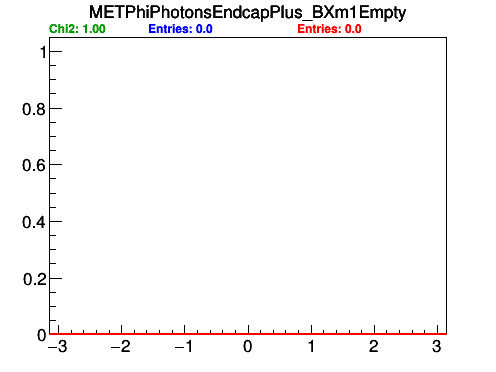 METPhiPhotonsEndcapPlus_BXm1Empty
Chi2: 1.00 Entries: 0.0 Entries: 0.0
1
0.8
0.6
0.4
0.2
0
−3 −2 −1 0 1 2 3